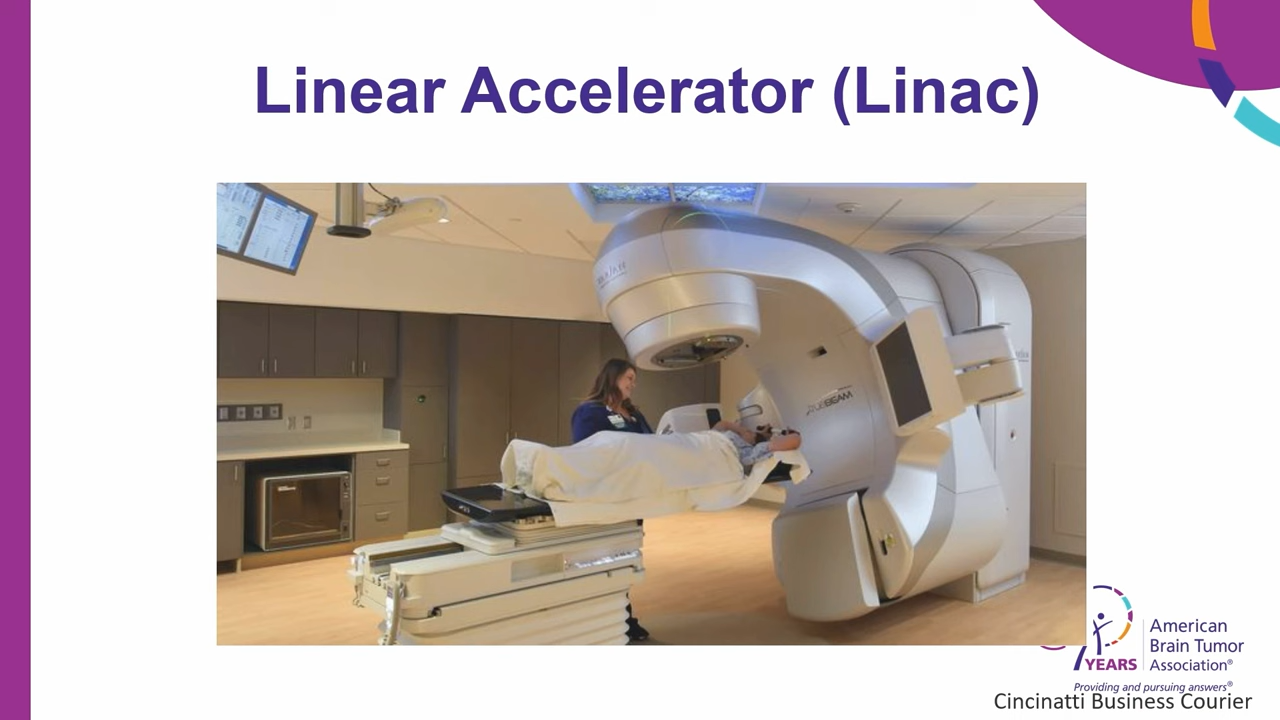 Linear Accelerator (Linac)
TRUEBEAM
American
Brain Tumor
Association®
YEARS
Providing and pursuing answers®
Cincinatti Business Courier